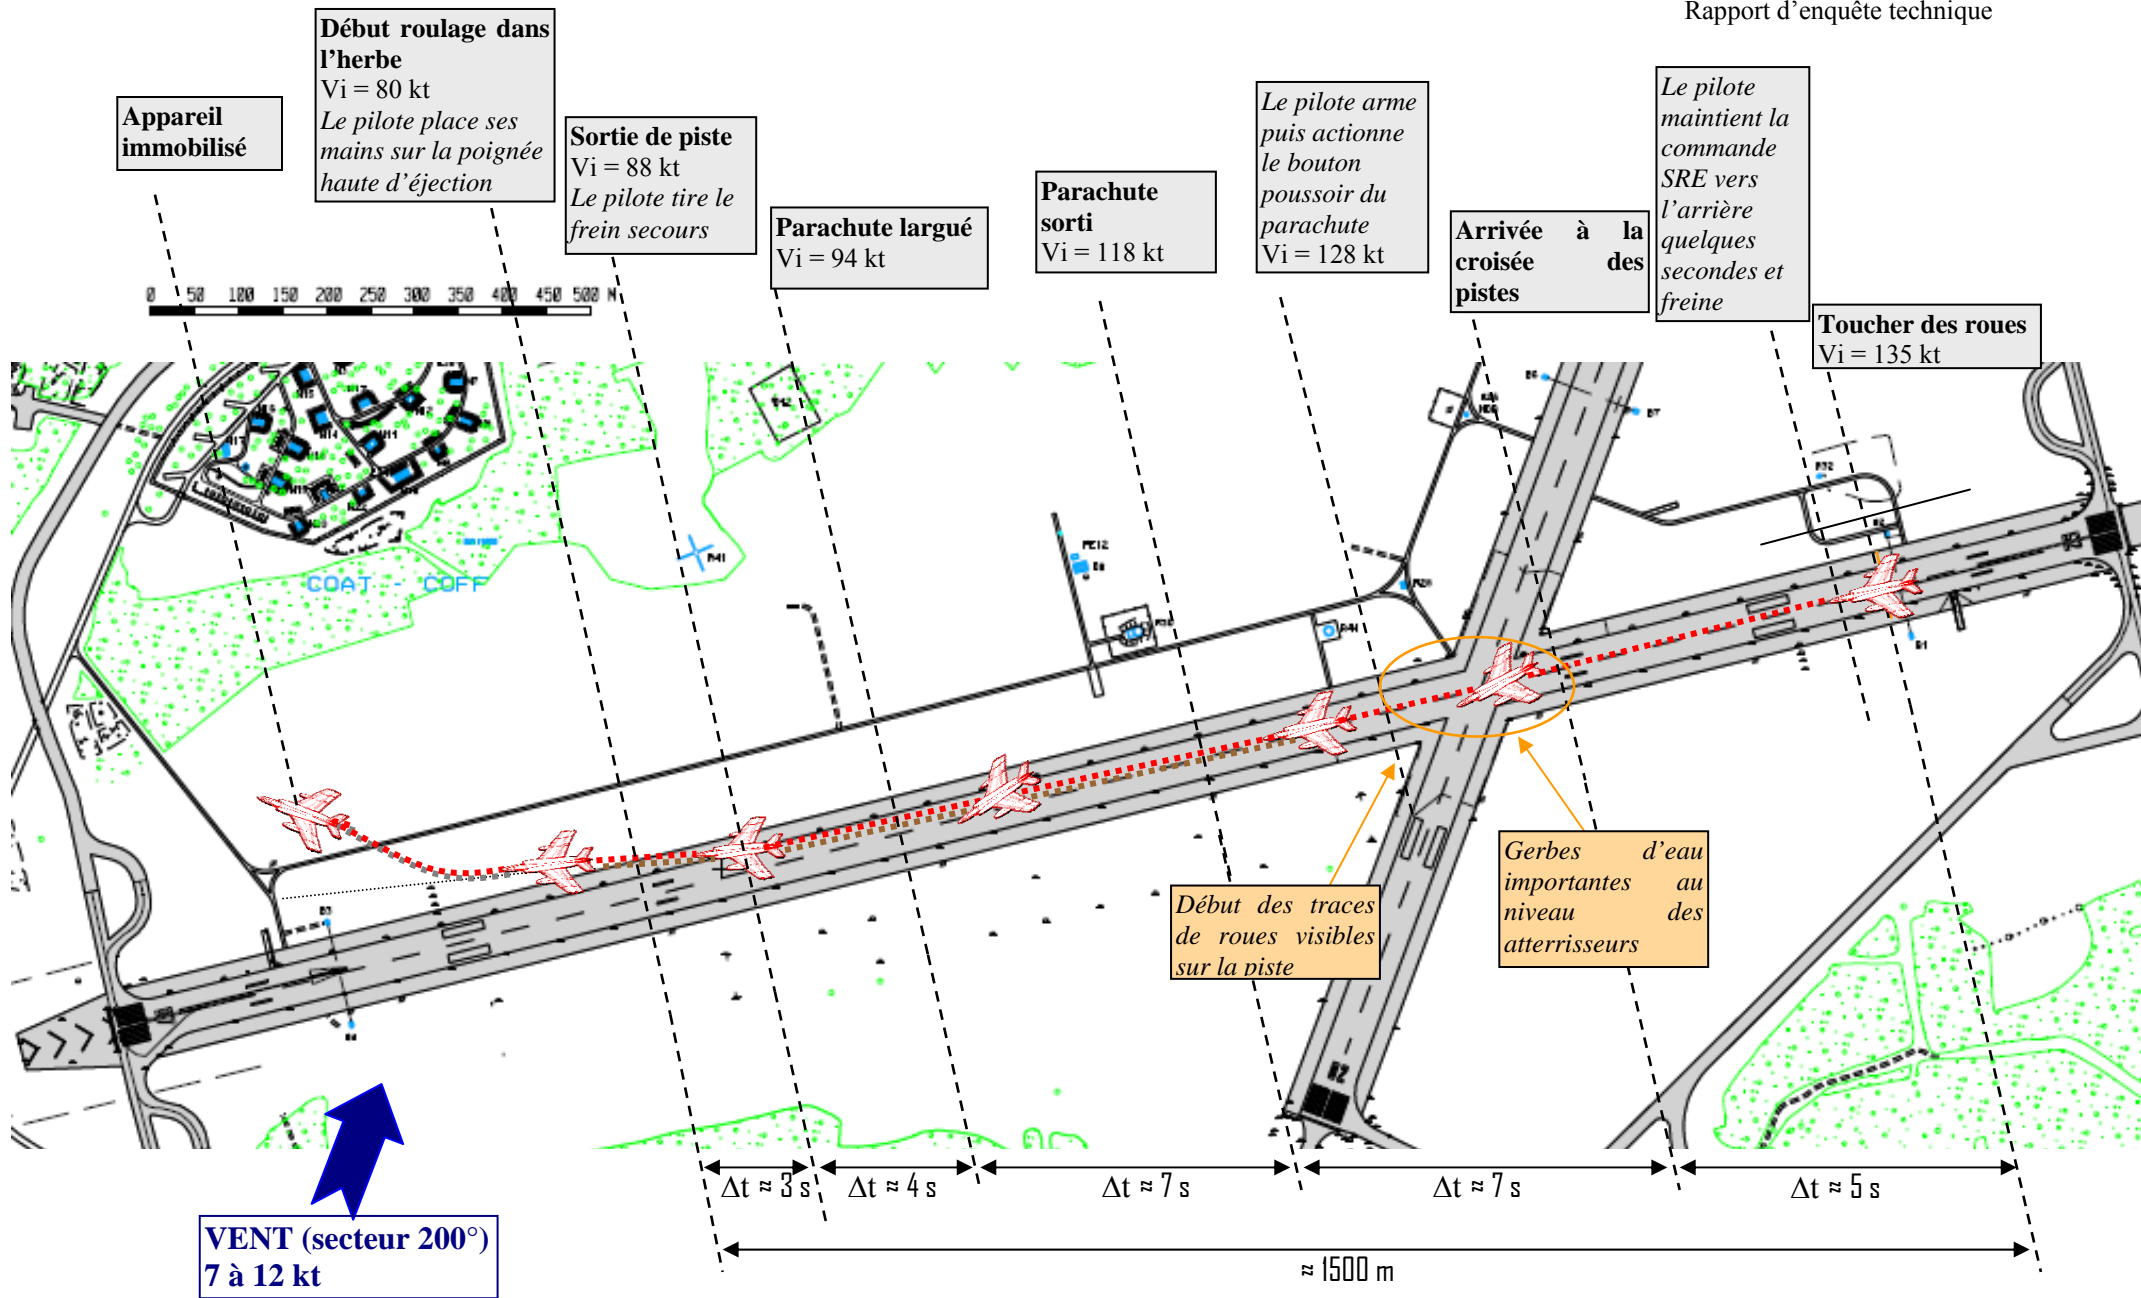 Rapport d'enquête technique
Début roulage dans
l'herbe
Vi = 80 kt
Le pilote place ses
mains sur la poignée
haute d'éjection
Appareil
immobilisé
Sortie de piste
Vi = 88 kt
Le pilote tire le
frein secours
Parachute largué
Vi = 94 kt
Parachute
sorti
Vi = 118 kt
Le pilote arme
puis actionne
le bouton
poussoir du
parachute
Vi = 128 kt
Arrivée à la
croisée des
pistes
Le pilote
maintient la
commande
SRE vers
l'arrière
quelques
secondes et
freine
Toucher des roues
Vi = 135 kt
0 50 100 150 200 250 300 350 400 450 500 M
COAT - COFF
Début des traces
de roues visibles
sur la piste
Gerbes d'eau
importantes au
niveau des
atterrisseurs
Δt ≈ 3 s
Δt ≈ 4 s
Δt ≈ 7 s
Δt ≈ 7 s
Δt ≈ 5 s
≈ 1500 m
VENT (secteur 200°)
7 à 12 kt